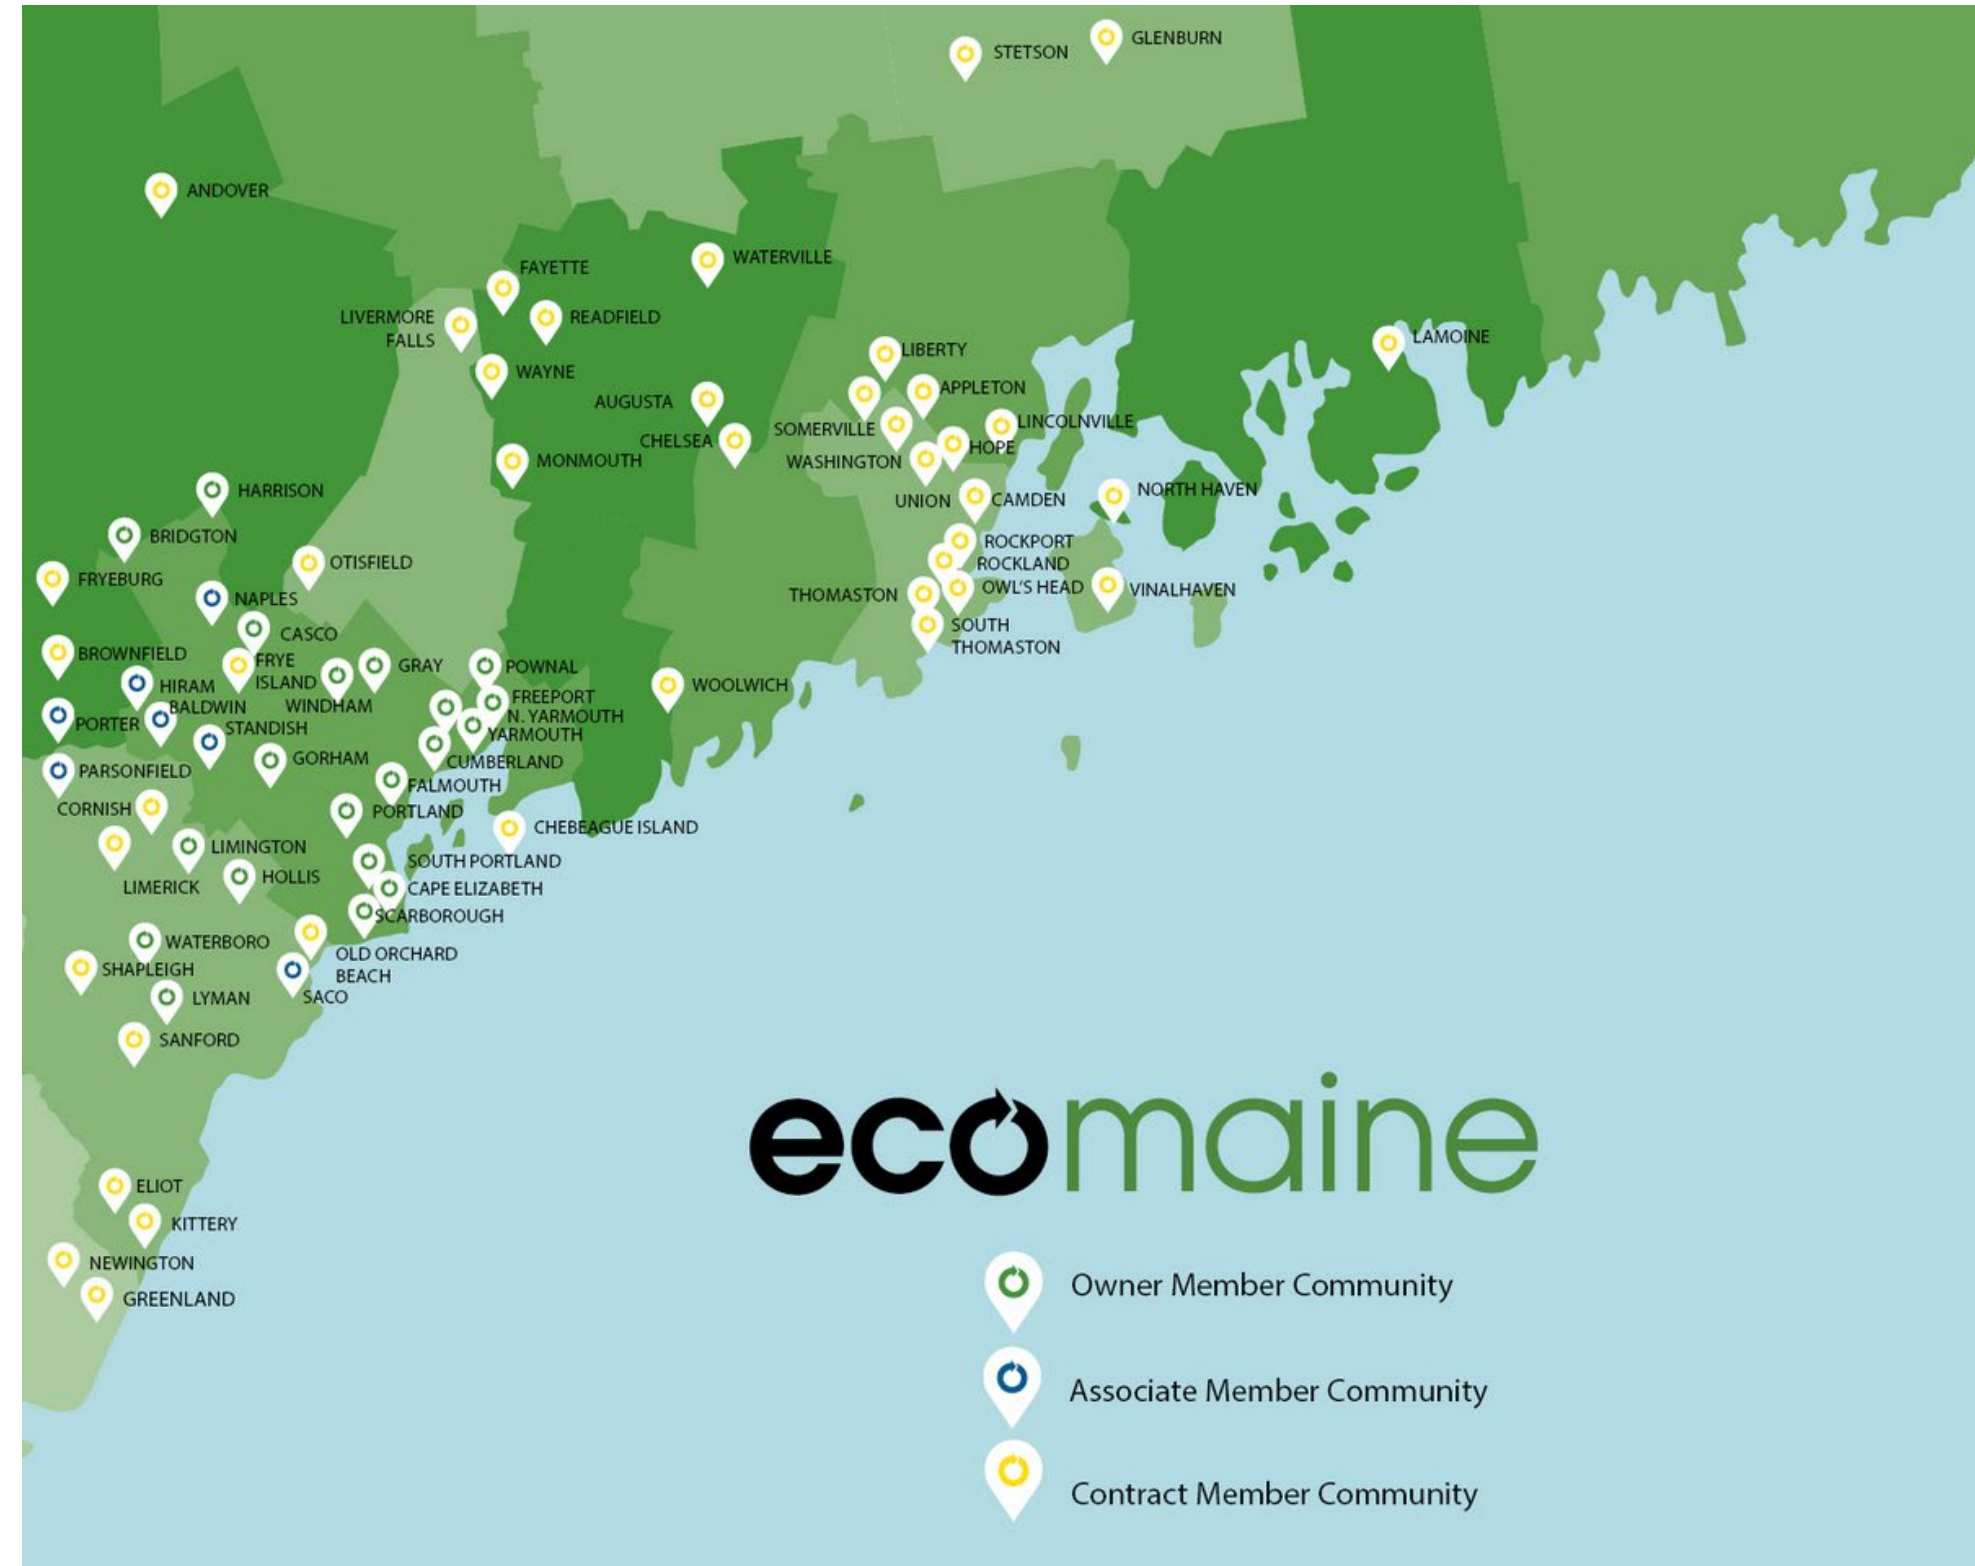 STETSON
GLENBURN
ANDOVER
WATERVILLE
FAYETTE
LIVERMORE
FALLS
READFIELD
LAMOINE
LIBERTY
WAYNE
APPLETON
AUGUSTA
LINCOLNVILLE
SOMERVILLE
CHELSEA
HOPE
MONMOUTH
WASHINGTON
HARRISON
NORTH HAVEN
UNION
CAMDEN
BRIDGTON
ROCKPORT
OTISFIELD
ROCKLAND
FRYEBURG
OWL'S HEAD
VINALHAVEN
THOMASTON
NAPLES
SOUTH
THOMASTON
CASCO
BROWNFIELD
FRYE
ISLAND
GRAY
POWNAL
HIRAM
WOOLWICH
FREEPORT
BALDWIN
WINDHAM
N. YARMOUTH
PORTER
STANDISH
YARMOUTH
GORHAM
CUMBERLAND
PARSONFIELD
FALMOUTH
CORNISH
PORTLAND
CHEBEAGUE ISLAND
LIMINGTON
SOUTH PORTLAND
HOLLIS
LIMERICK
CAPE ELIZABETH
SCARBOROUGH
WATERBORO
OLD ORCHARD
BEACH
SHAPLEIGH
LYMAN
SACO
SANFORD
ecomaine
ELIOT
KITTERY
NEWINGTON
GREENLAND
Owner Member Community
Associate Member Community
Contract Member Community